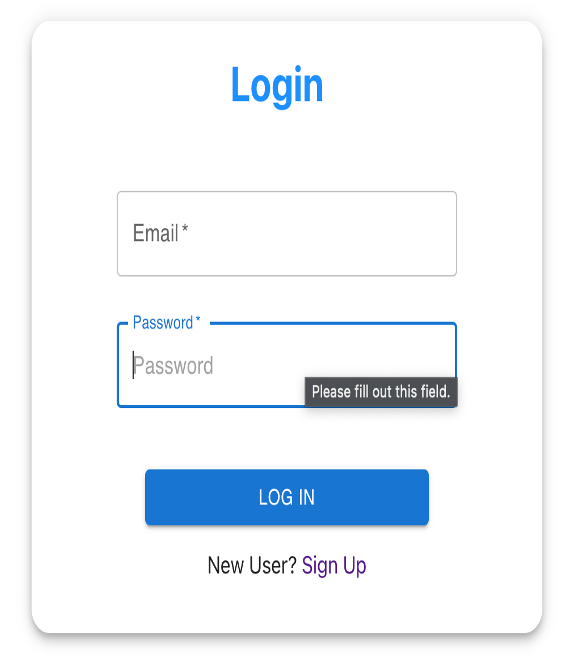 Login
Email *
Password *
Password
Please fill out this field.
LOG IN
New User? Sign Up